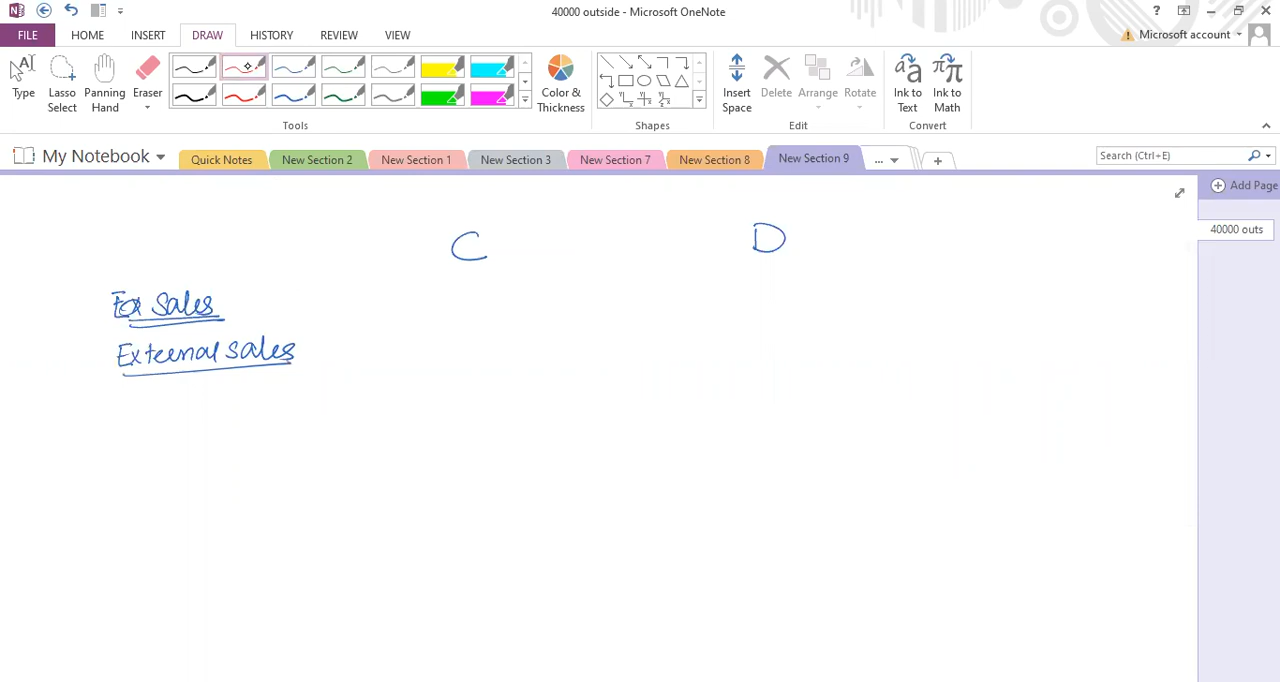 40000 outside - Microsoft OneNote
?
FILE HOME INSERT DRAW HISTORY REVIEW VIEW
Microsoft account
Type
Lasso Select
Panning Hand
Eraser
Color & Thickness
Insert Space
Delete
Arrange
Rotate
Ink to Text
Ink to Math
Tools
Shapes
Edit
Convert
My Notebook
Quick Notes
New Section 2
New Section 1
New Section 3
New Section 7
New Section 8
New Section 9
...
Search (Ctrl+E)
Add Page
40000 outs
C D
Sales
External sales